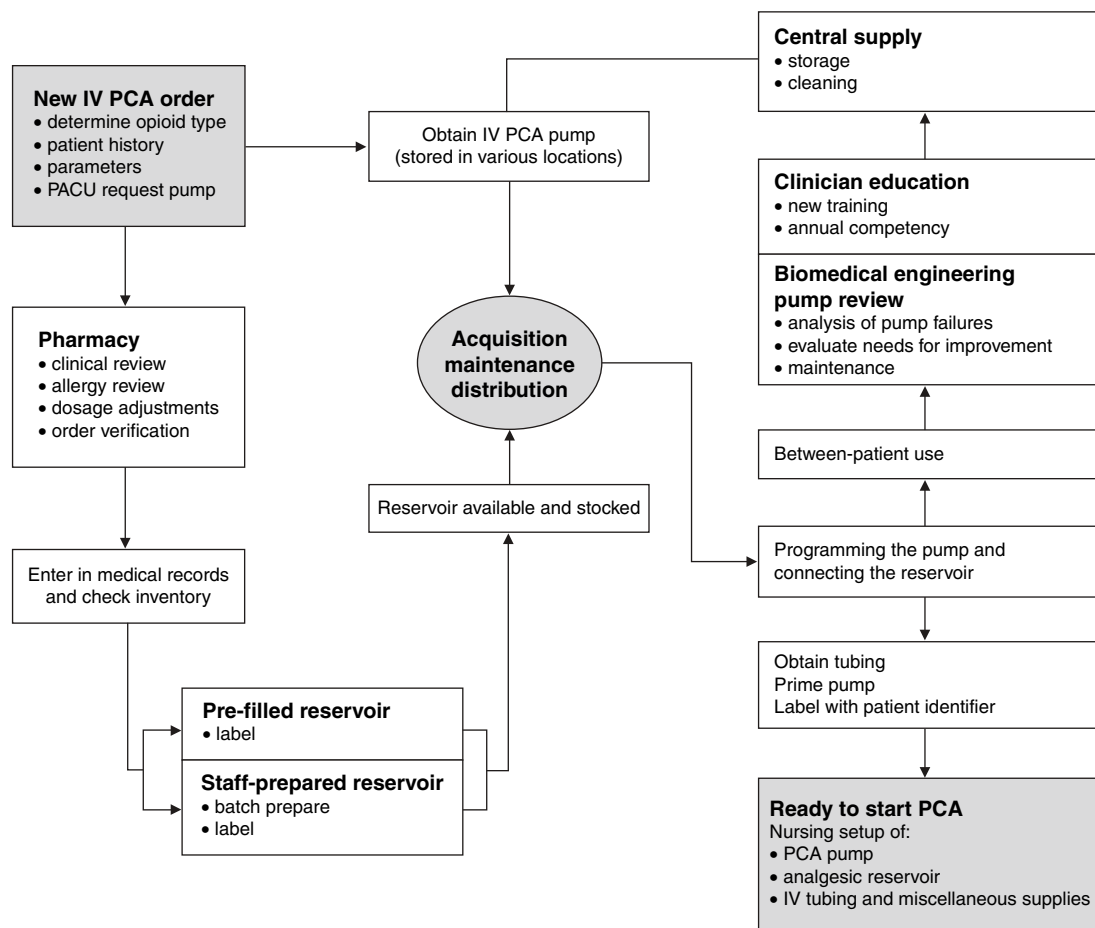 New IV PCA order
• determine opioid type
• patient history
• parameters
• PACU request pump
Pharmacy
• clinical review
• allergy review
• dosage adjustments
• order verification
Enter in medical records
and check inventory
Pre-filled reservoir
• label
Staff-prepared reservoir
• batch prepare
• label
Obtain IV PCA pump
(stored in various locations)
Acquisition
maintenance
distribution
Reservoir available and stocked
Central supply
• storage
• cleaning
Clinician education
• new training
• annual competency
Biomedical engineering
pump review
• analysis of pump failures
• evaluate needs for improvement
• maintenance
Between-patient use
Programming the pump and
connecting the reservoir
Obtain tubing
Prime pump
Label with patient identifier
Ready to start PCA
Nursing setup of:
• PCA pump
• analgesic reservoir
• IV tubing and miscellaneous supplies